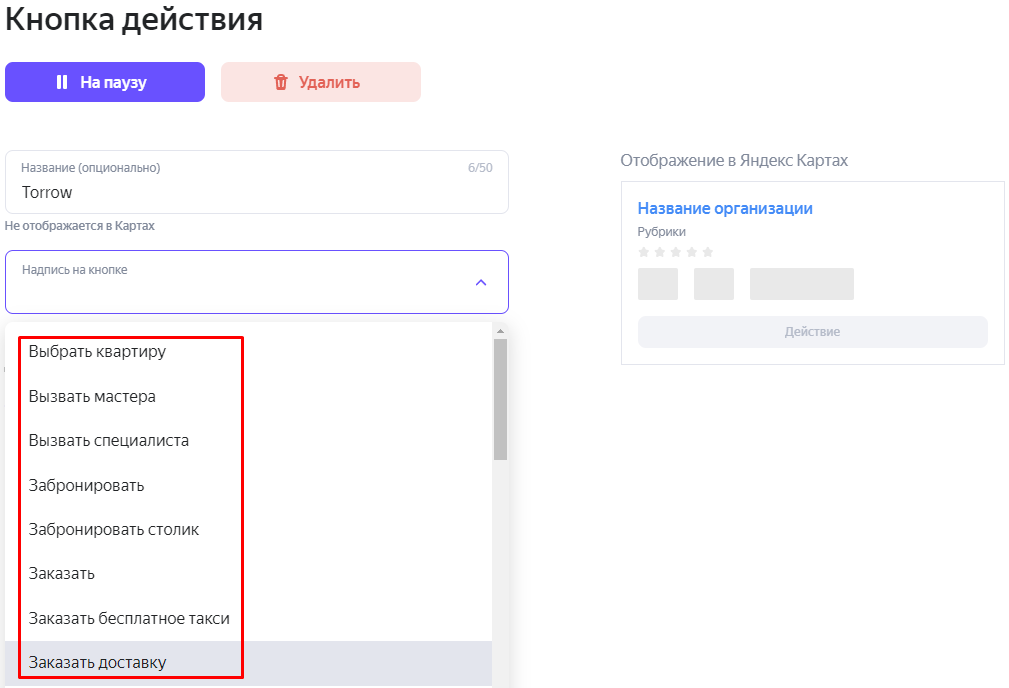 Кнопка действия
На паузу
Удалить
Название (опционально)
6/50
Torrow
Не отображается в Картах
Надпись на кнопке
Выбрать квартиру
Вызвать мастера
Вызвать специалиста
Забронировать
Забронировать столик
Заказать
Заказать бесплатное такси
Заказать доставку
Отображение в Яндекс Картах
Название организации
Рубрики
Действие